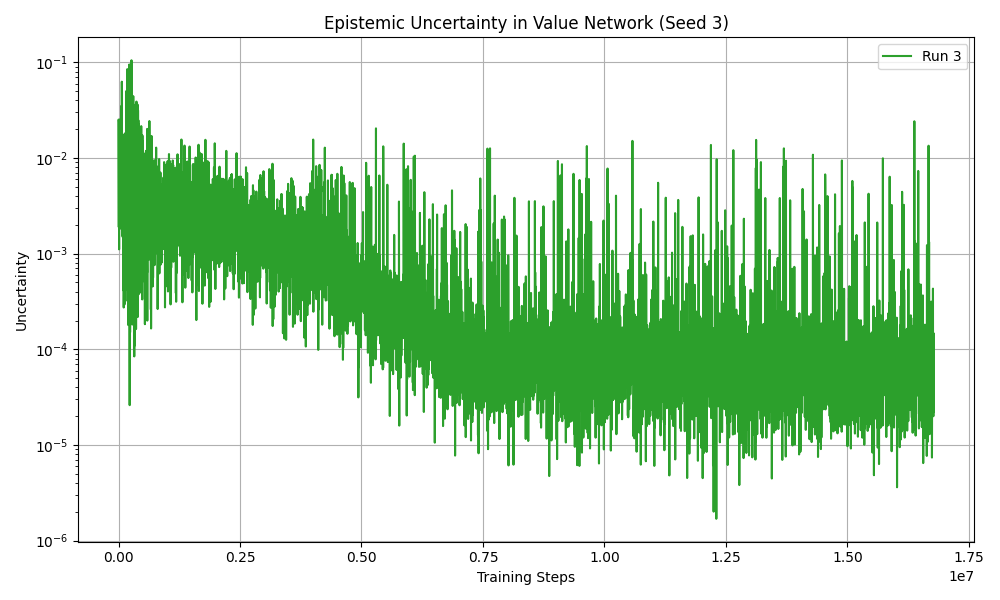 Epistemic Uncertainty in Value Network (Seed 3)
Run 3
Uncertainty
10⁻¹
10⁻²
10⁻³
10⁻⁴
10⁻⁵
10⁻⁶
0.00 0.25 0.50 0.75 1.00 1.25 1.50 1.75
1e7
Training Steps